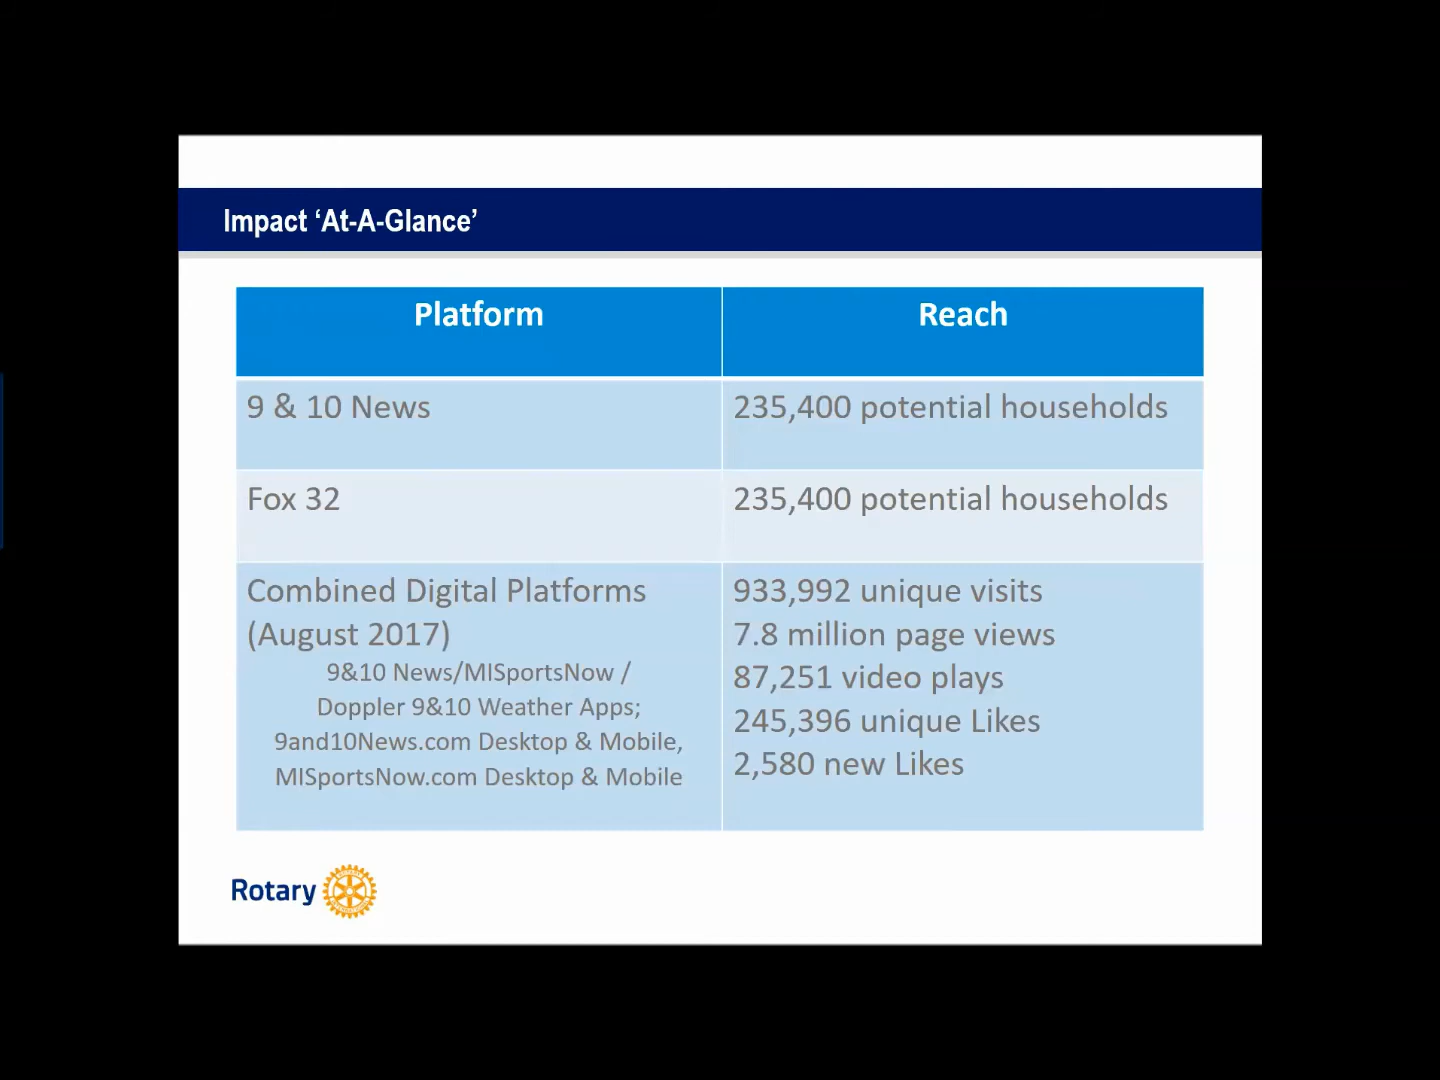 Impact ‘At-A-Glance’
Platform
Reach
9 & 10 News
235,400 potential households
Fox 32
235,400 potential households
Combined Digital Platforms
(August 2017)
9&10 News/MISportsNow /
Doppler 9&10 Weather Apps;
9and10News.com Desktop & Mobile,
MISportsNow.com Desktop & Mobile
933,992 unique visits
7.8 million page views
87,251 video plays
245,396 unique Likes
2,580 new Likes
Rotary